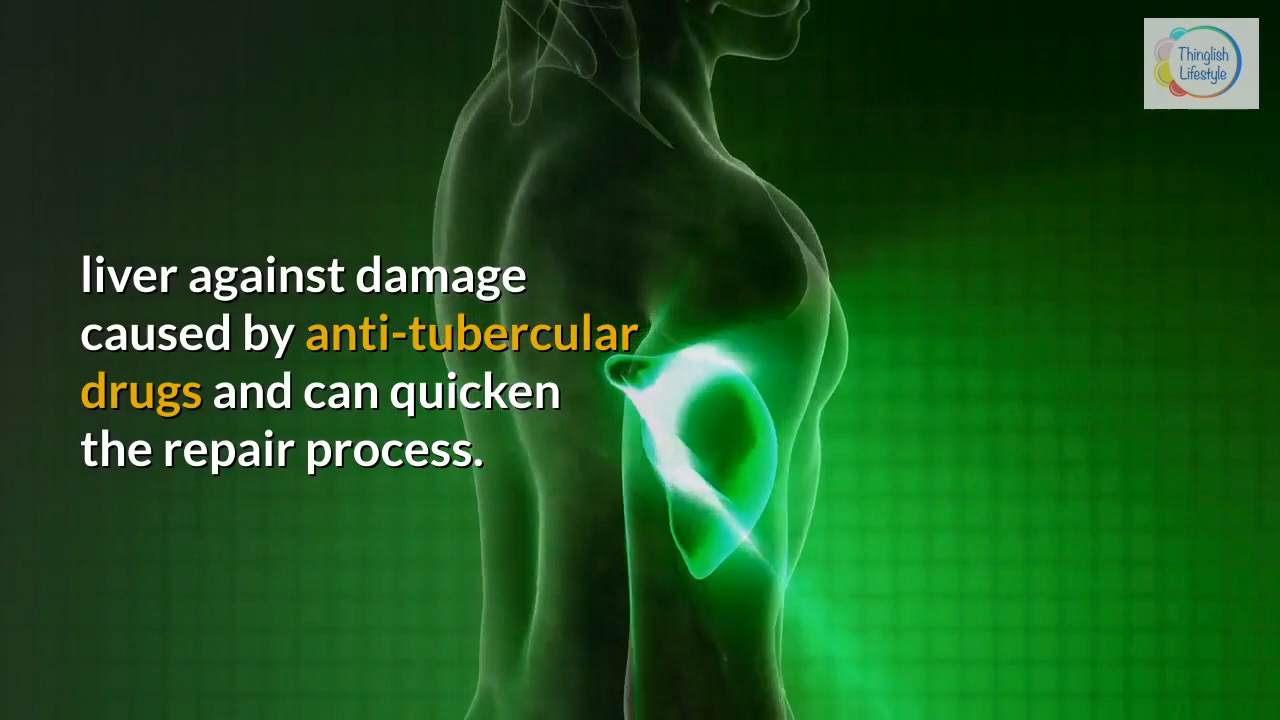 Thinglish
Lifestyle
liver against damage
caused by anti-tubercular
drugs and can quicken
the repair process.